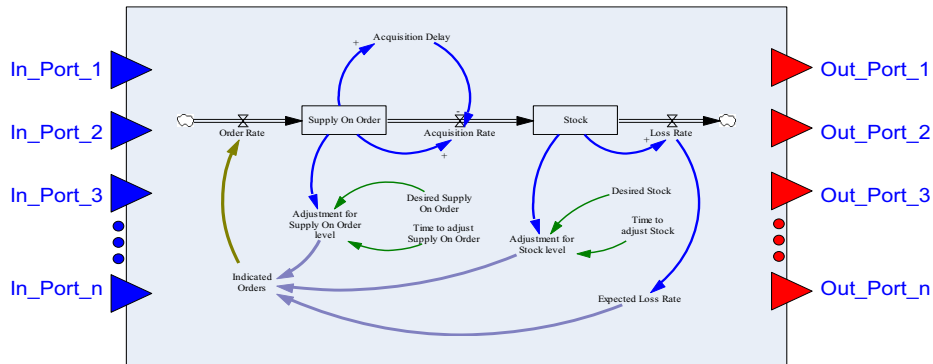 Acquisition Delay
+
In_Port_1
Out_Port_1
-
Supply On Order
Stock
Order Rate
Acquisition Rate
Loss Rate
+
+
In_Port_2
Out_Port_2
In_Port_3
Out_Port_3
Desired Supply
On Order
Desired Stock
Adjustment for
Supply On Order
level
Time to adjust
Supply On Order
Time to
adjust Stock
Adjustment for
Stock level
Indicated
Orders
Expected Loss Rate
In_Port_n
Out_Port_n